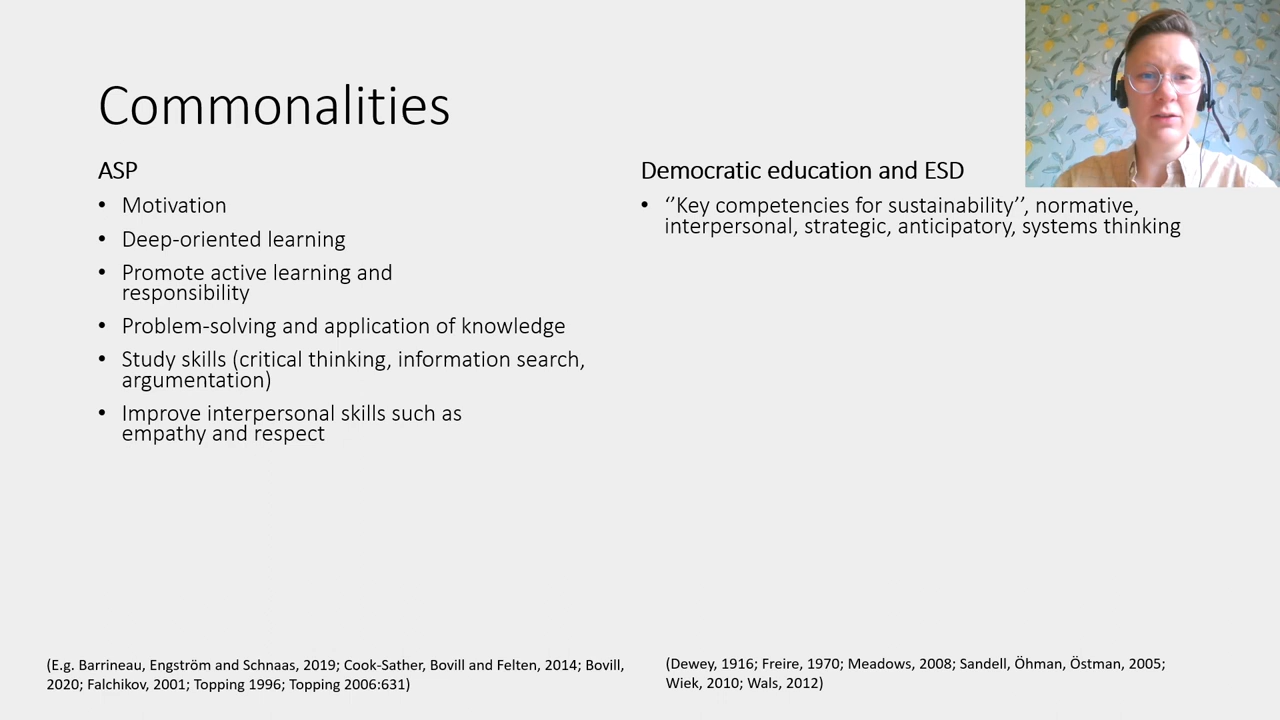 Commonalities
ASP
• Motivation
• Deep-oriented learning
• Promote active learning and
responsibility
• Problem-solving and application of knowledge
• Study skills (critical thinking, information search,
argumentation)
• Improve interpersonal skills such as
empathy and respect
Democratic education and ESD
• ‘’Key competencies for sustainability’’, normative,
interpersonal, strategic, anticipatory, systems thinking
(E.g. Barrineau, Engström and Schnaas, 2019; Cook-Sather, Bovill and Felten, 2014; Bovill,
2020; Falchikov, 2001; Topping 1996; Topping 2006:631)
(Dewey, 1916; Freire, 1970; Meadows, 2008; Sandell, Öhman, Östman, 2005;
Wiek, 2010; Wals, 2012)